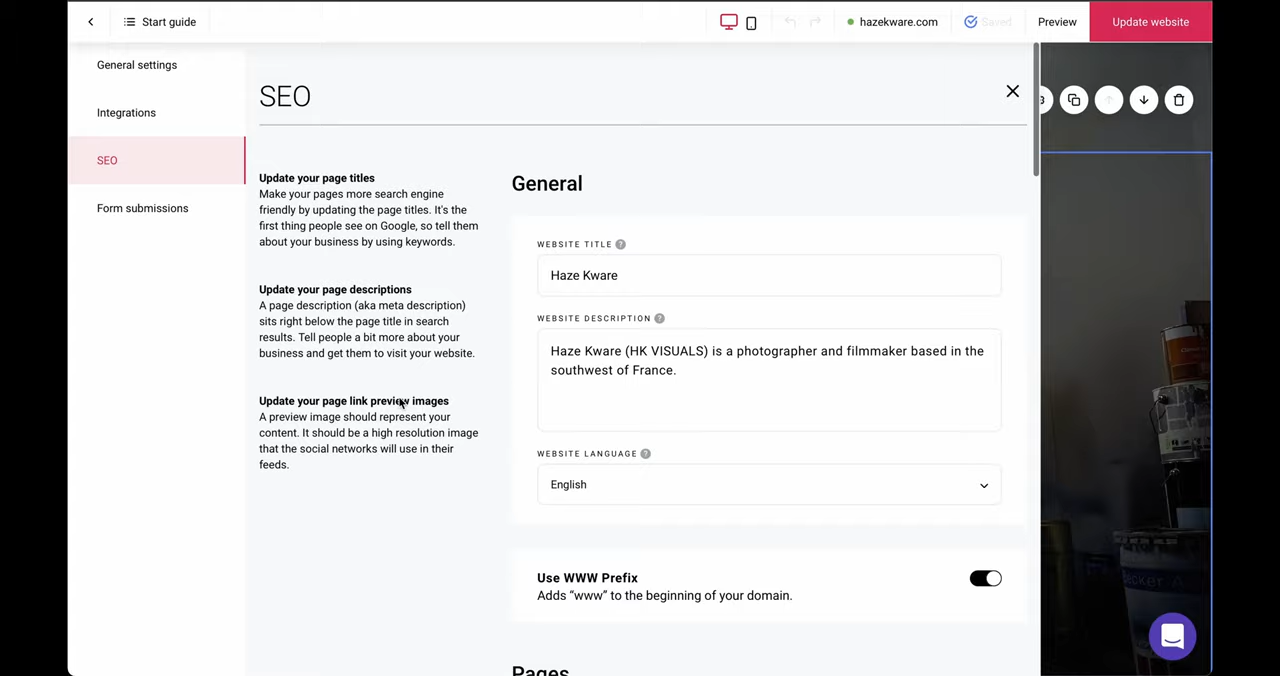 Start guide
hazekware.com
Saved
Preview
Update website
General settings
Integrations
SEO
Form submissions
SEO
Update your page titles
Make your pages more search engine
friendly by updating the page titles. It's the
first thing people see on Google, so tell them
about your business by using keywords.
Update your page descriptions
A page description (aka meta description)
sits right below the page title in search
results. Tell people a bit more about your
business and get them to visit your website.
Update your page link preview images
A preview image should represent your
content. It should be a high resolution image
that the social networks will use in their
feeds.
General
WEBSITE TITLE ?
Haze Kware
WEBSITE DESCRIPTION ?
Haze Kware (HK VISUALS) is a photographer and filmmaker based in the
southwest of France.
WEBSITE LANGUAGE ?
English
Use WWW Prefix
Adds “www” to the beginning of your domain.
Pages